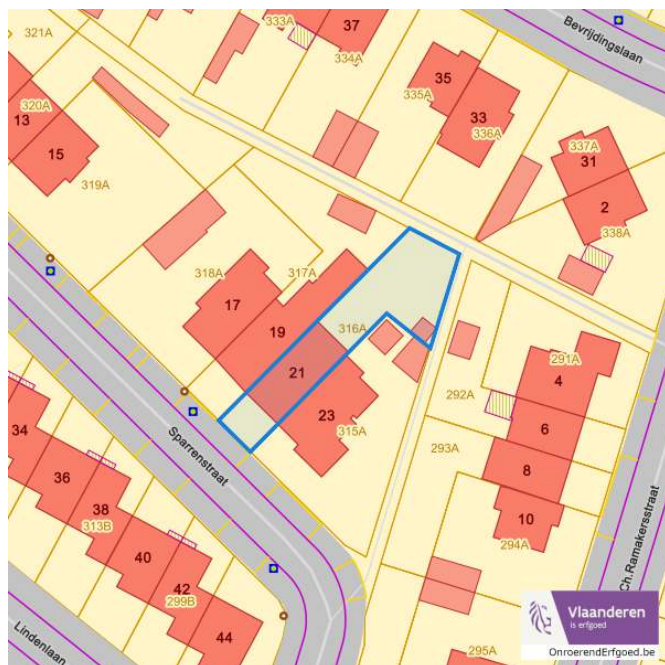 321A
333A
37
334A
Bevrijdingslaan
35
335A
33
336A
337A
31
2
338A
320A
13
15
319A
318A
317A
17
19
316A
21
23
315A
292A
291A
4
6
293A
8
10
294A
Sparrenstraat
34
36
38
313B
40
42
299B
44
Lindenlaan
Ch.Ramakersstraat
295A
Vlaanderen
is erfgoed
OnroerendErfgoed.be